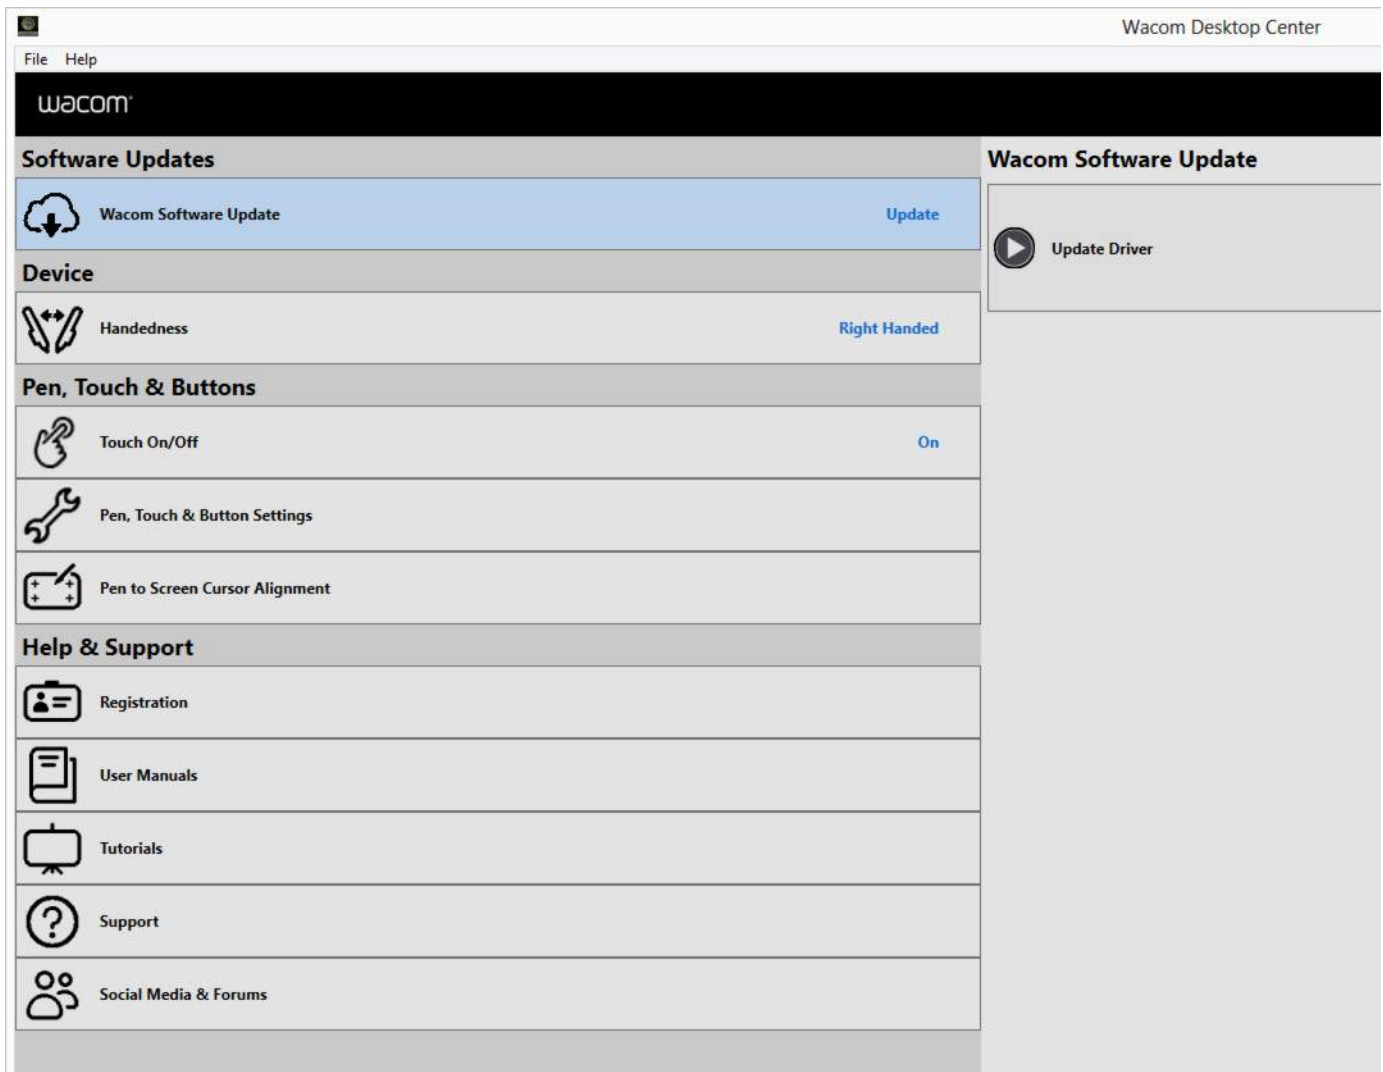 Wacom Desktop Center
File Help
wacom
Software Updates
Wacom Software Update Update
Device
Handedness Right Handed
Pen, Touch & Buttons
Touch On/Off On
Pen, Touch & Button Settings
Pen to Screen Cursor Alignment
Help & Support
Registration
User Manuals
Tutorials
Support
Social Media & Forums
Wacom Software Update
Update Driver